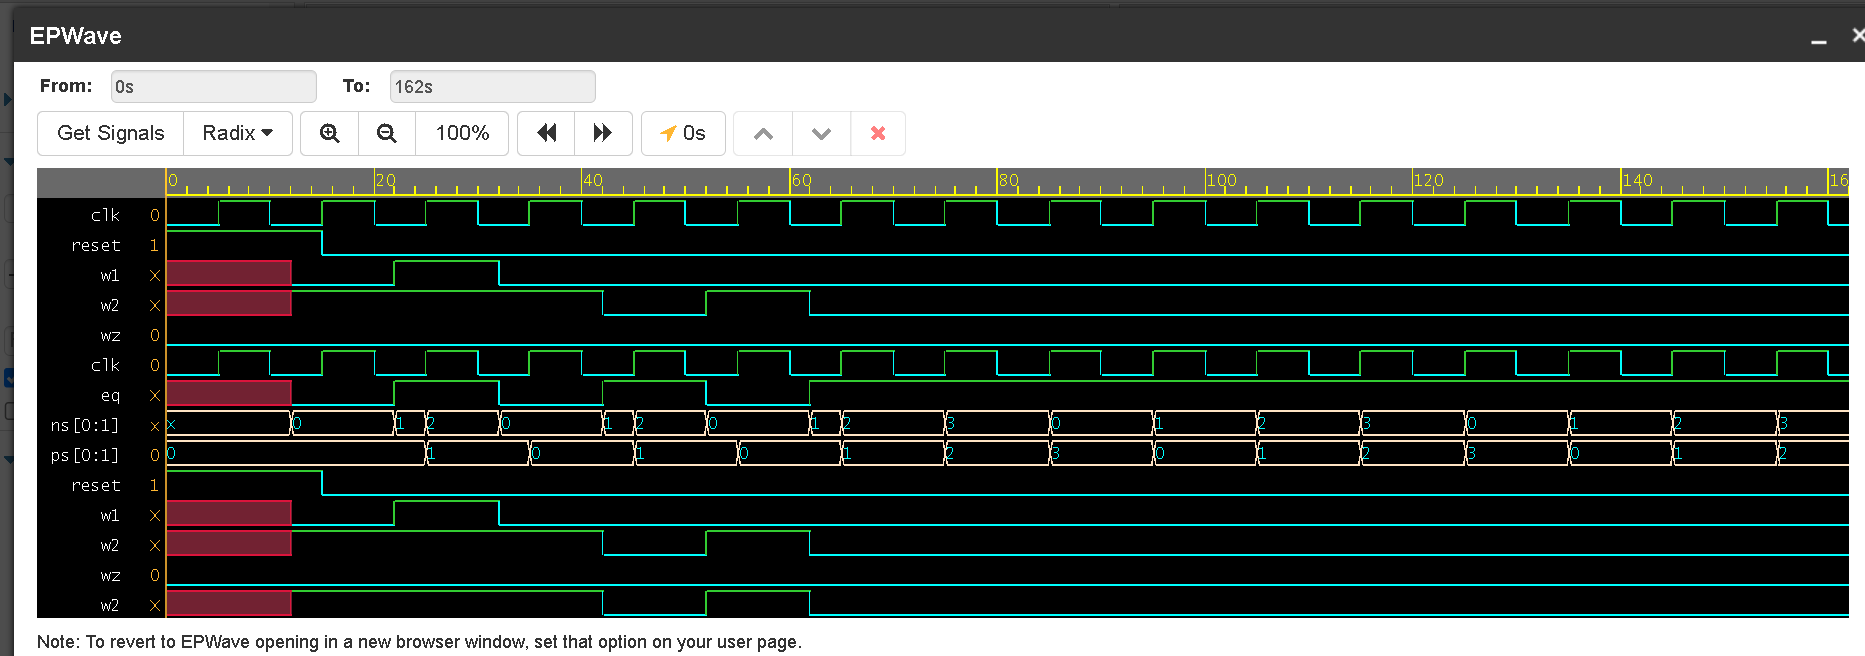 EPWave
From: 0s To: 162s
Get Signals Radix 100% 0s
0 20 40 60 80 100 120 140 16
clk 0
reset 1
w1 x
w2 x
wz 0
clk 0
eq x
ns[0:1] x x 0 1 2 0 1 2 0 1 2 3 0 1 2 3 0 1 2 3
ps[0:1] 0 0 1 0 1 0 1 2 3 0 1 2 3 0 1 2
reset 1
w1 x
w2 x
wz 0
w2 x
Note: To revert to EPWave opening in a new browser window, set that option on your user page.